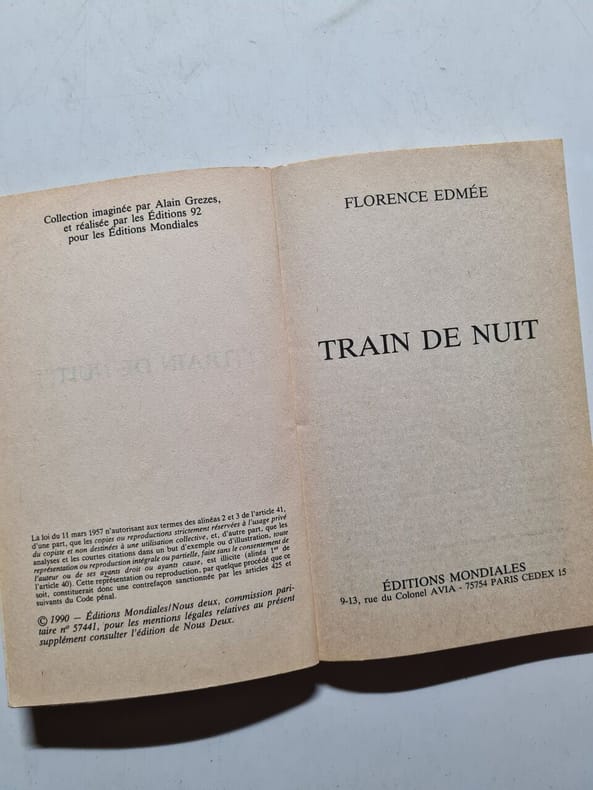 Collection imaginée par Alain Grezes,
et réalisée par les Éditions 92
pour les Éditions Mondiales
TRAIN DE NUIT
La loi du 11 mars 1957 n'autorisant aux termes des alinéas 2 et 3 de l'article 41,
d'une part, que les copies ou reproductions strictement réservées à l'usage privé
du copiste et non destinées à une utilisation collective, et, d'autre part, que les
analyses et les courtes citations dans un but d'exemple ou d'illustration, toute
représentation ou reproduction intégrale ou partielle, faite sans le consentement de
l'auteur ou de ses ayants droit ou ayants cause, est illicite (alinéa 1er de
l'article 40). Cette représentation ou reproduction, par quelque procédé que ce
soit, constituerait donc une contrefaçon sanctionnée par les articles 425 et
suivants du Code pénal.
© 1990 — Éditions Mondiales/Nous deux, commission pari-
taire n° 57441, pour les mentions légales relatives au présent
supplément consulter l'édition de Nous Deux.
FLORENCE EDMÉE
TRAIN DE NUIT
ÉDITIONS MONDIALES
9-13, rue du Colonel AVIA - 75754 PARIS CEDEX 15